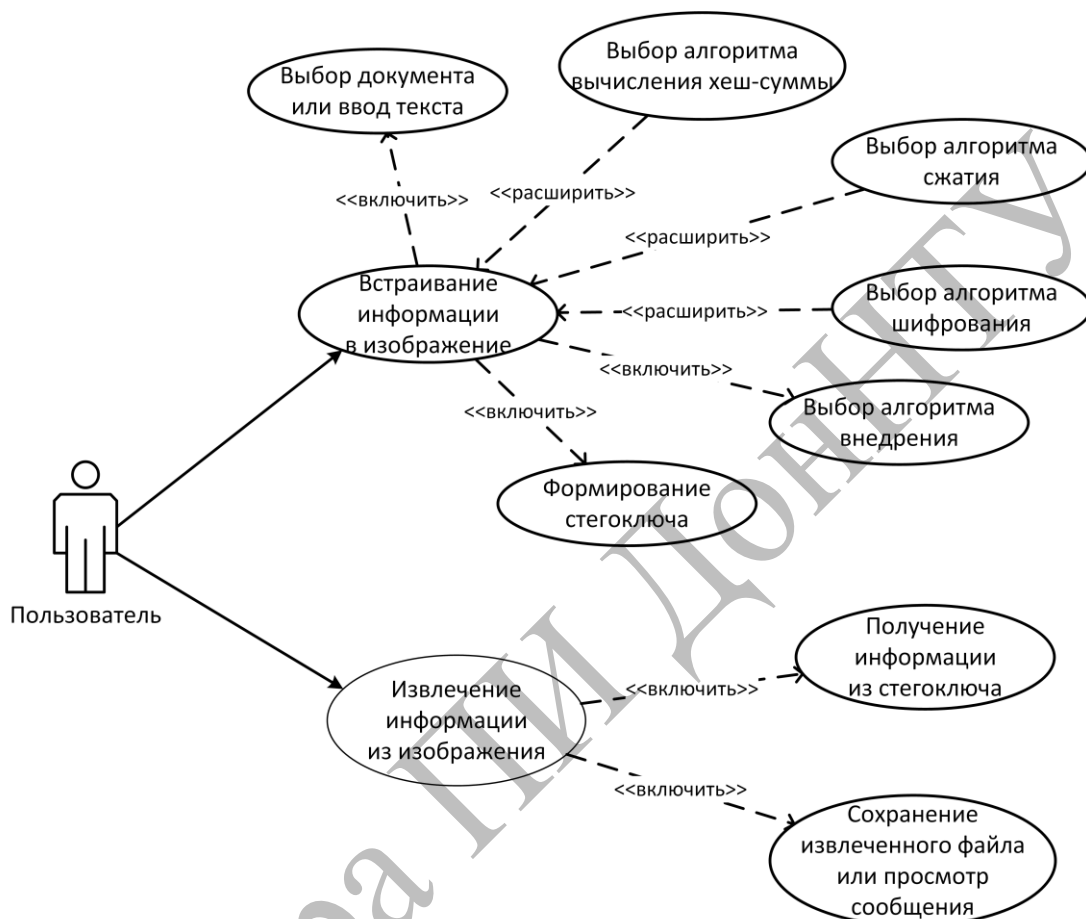 Выбор документа
или ввод текста
Выбор алгоритма
вычисления хеш-суммы
Выбор алгоритма
сжатия
<<включить>>
<<расширить>>
<<расширить>>
Встраивание
информации
в изображение
<<расширить>>
Выбор алгоритма
шифрования
<<включить>>
<<включить>>
Выбор алгоритма
внедрения
Формирование
стегоключа
Пользователь
Извлечение
информации
из изображения
<<включить>>
Получение
информации
из стегоключа
<<включить>>
Сохранение
извлеченного файла
или просмотр
сообщения
ПИ ДонНТУ